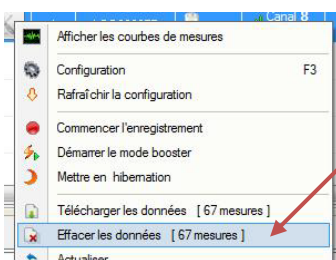 Canal 8
Afficher les courbes de mesures
Configuration F3
Rafraîchir la configuration
Commencer l'enregistrement
Démarrer le mode booster
Mettre en hibernation
Télécharger les données [ 67 mesures ]
Effacer les données [ 67 mesures ]
Actualiser